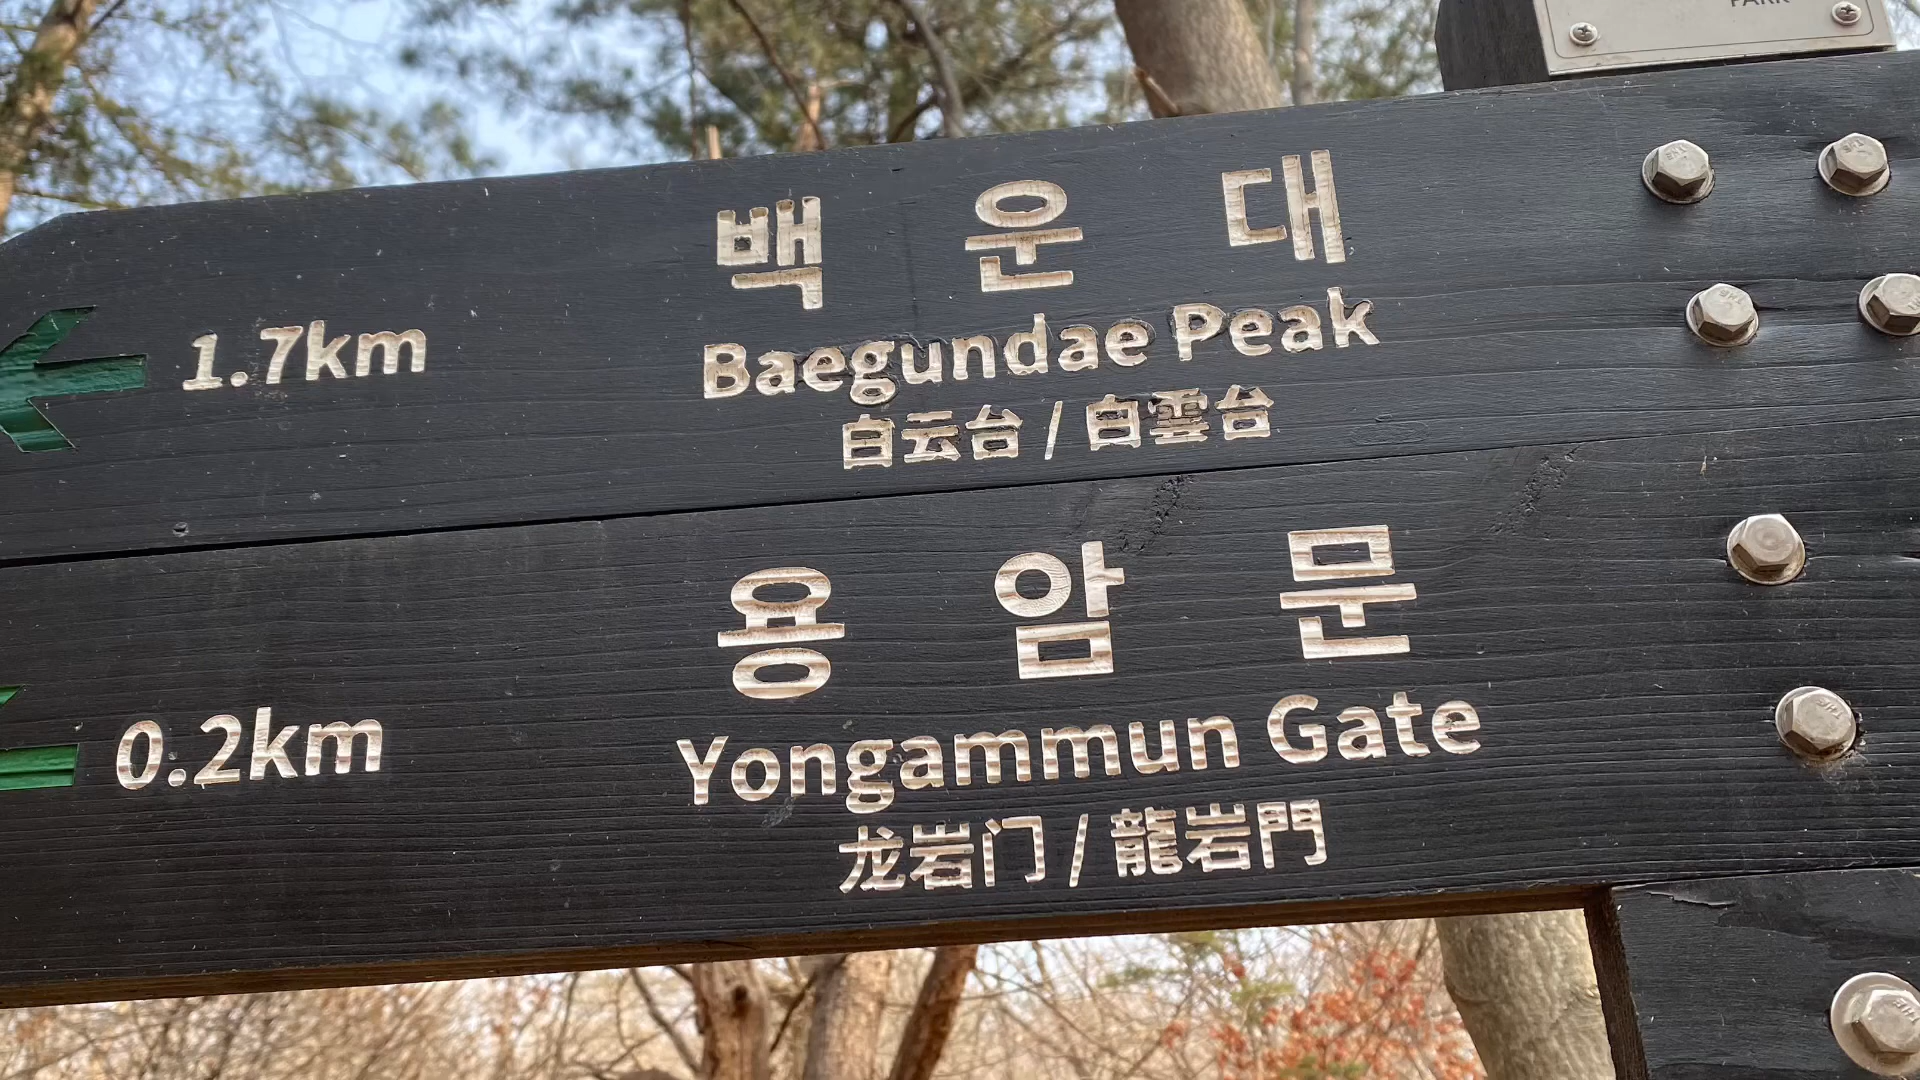 PARK
백운대
1.7km
Baegundae Peak
白云台 / 白雲台
용암문
0.2km
Yongammun Gate
龙岩门 / 龍岩門